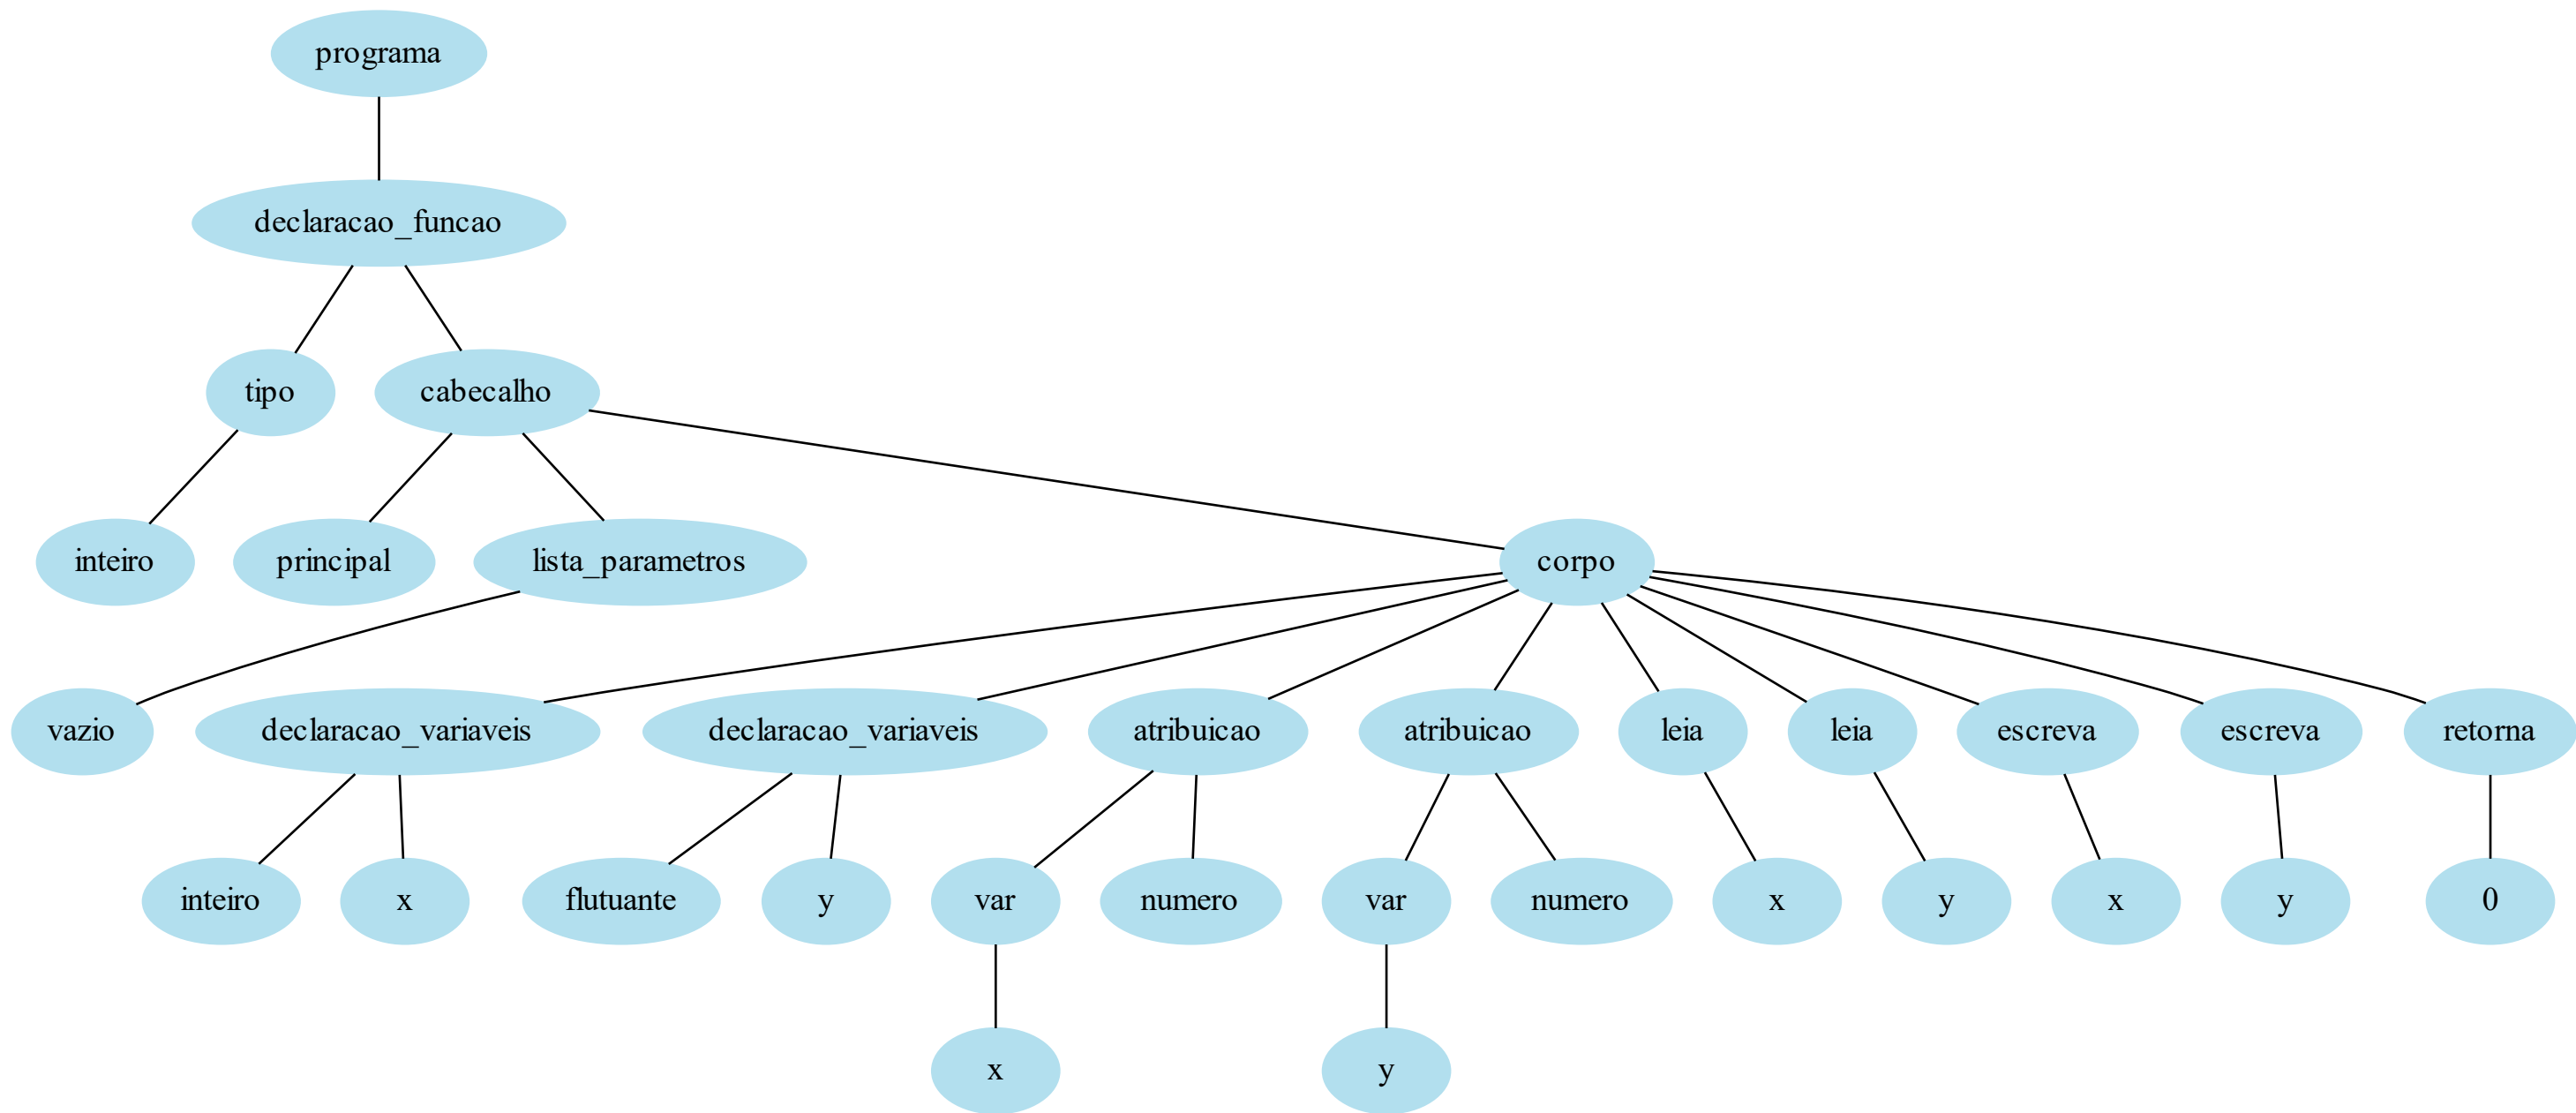 programa
declaracao_funcao
tipo
cabecalho
inteiro
principal
lista_parametros
corpo
vazio
declaracao_variaveis
declaracao_variaveis
atribuicao
atribuicao
leia
leia
escreva
escreva
retorna
inteiro
x
flutuante
y
var
numero
var
numero
x
y
x
y
0
x
y